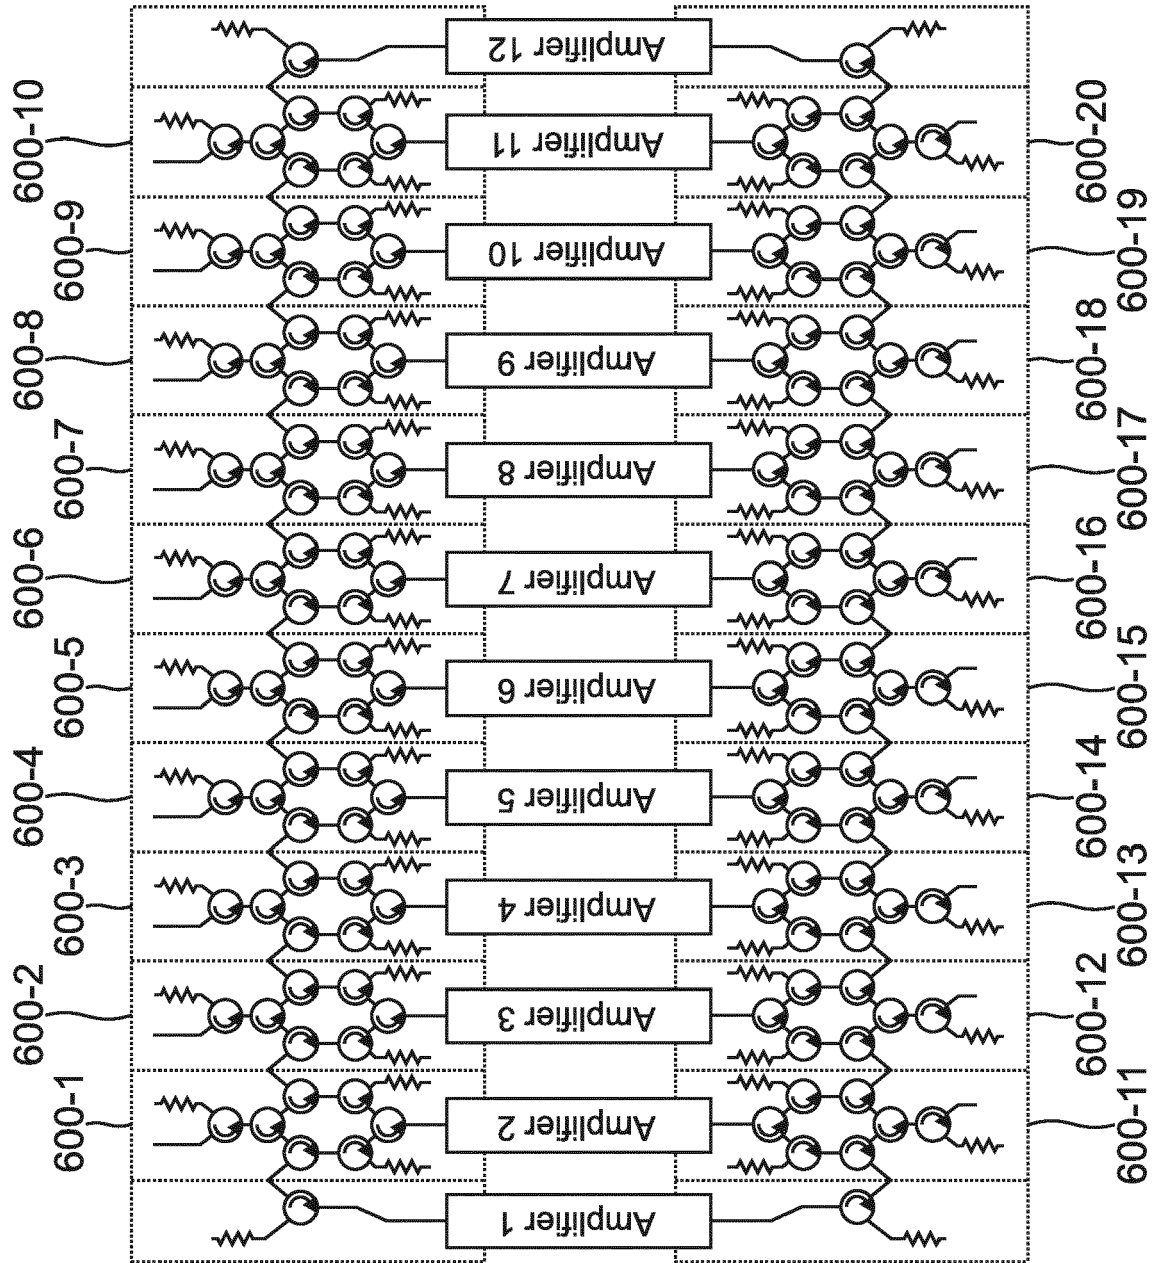 Amplifier 12
Amplifier 11
Amplifier 10
Amplifier 9
Amplifier 8
Amplifier 7
Amplifier 6
Amplifier 5
Amplifier 4
Amplifier 3
Amplifier 2
Amplifier 1
600-10
600-9
600-8
600-7
600-6
600-5
600-4
600-3
600-2
600-1
600-20
600-19
600-18
600-17
600-16
600-15
600-14
600-13
600-12
600-11